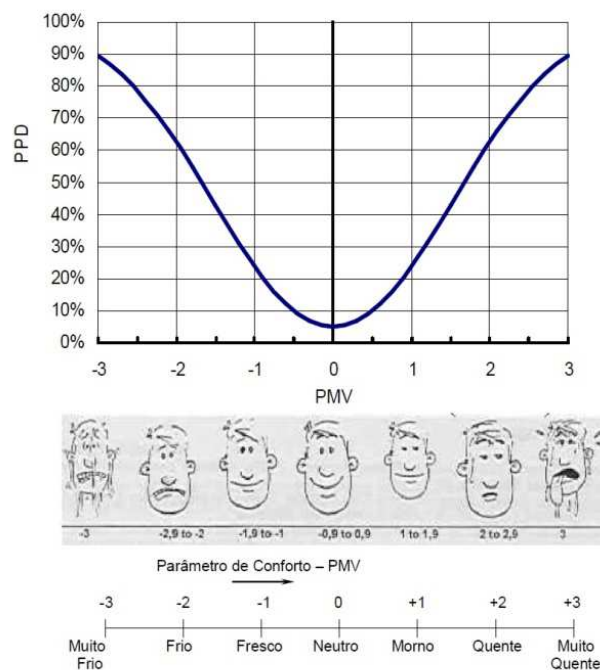 100%
90%
80%
70%
60%
50%
40%
30%
20%
10%
0%
PPD
-3 -2 -1 0 1 2 3
PMV
-3 -2,9 to -2 -1,9 to -1 -0,9 to 0,9 1 to 1,9 2 to 2,9 3
Parâmetro de Conforto – PMV
-3 -2 -1 0 +1 +2 +3
Muito Frio Fresco Neutro Morno Quente Muito
Frio Quente